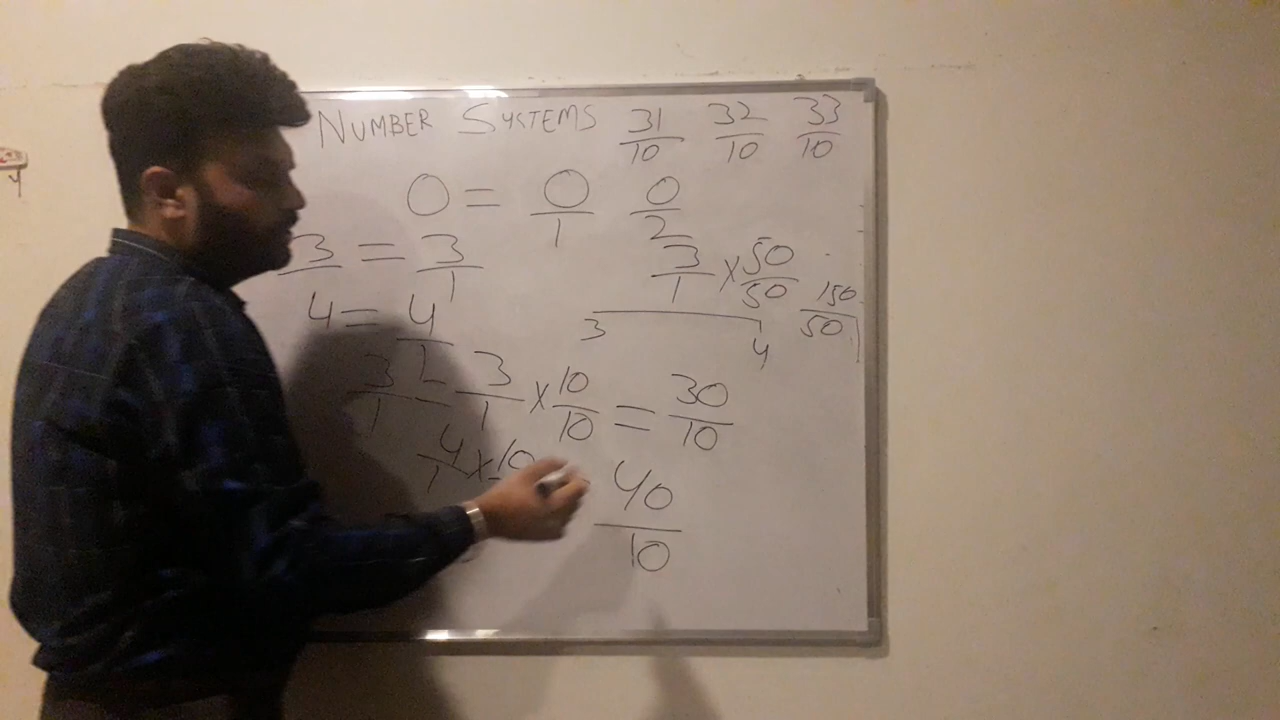 NUMBER SYSTEMS 31/10 32/10 33/10
0 = 0/1 0/2
3 = 3/1 3/1 × 50/50 150/50
4 = 4/1 3 4
3/1 = 3/1 × 10/10 = 30/10
4/1 × 10 40/10